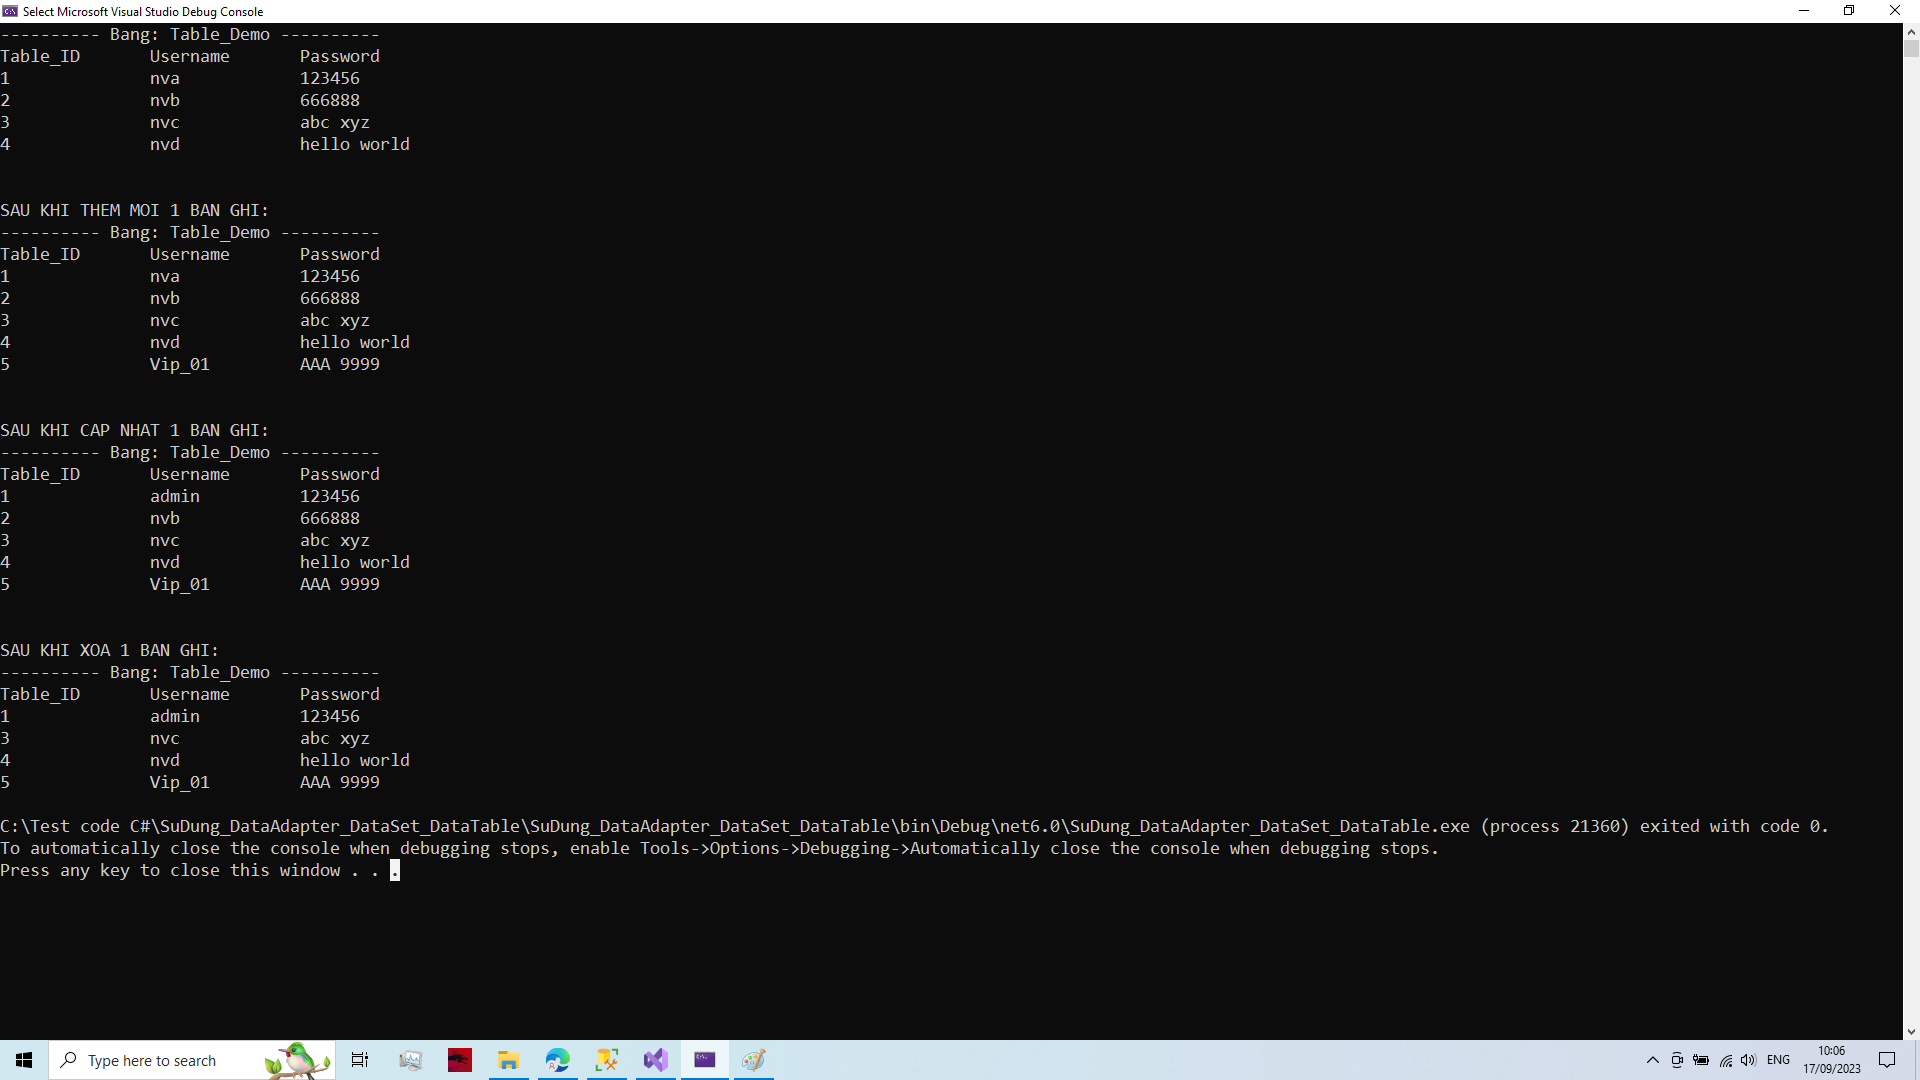 Select Microsoft Visual Studio Debug Console
---------- Bang: Table_Demo ----------
Table_ID Username Password
1 nva 123456
2 nvb 666888
3 nvc abc xyz
4 nvd hello world
SAU KHI THEM MOI 1 BAN GHI:
---------- Bang: Table_Demo ----------
Table_ID Username Password
1 nva 123456
2 nvb 666888
3 nvc abc xyz
4 nvd hello world
5 Vip_01 AAA 9999
SAU KHI CAP NHAT 1 BAN GHI:
---------- Bang: Table_Demo ----------
Table_ID Username Password
1 admin 123456
2 nvb 666888
3 nvc abc xyz
4 nvd hello world
5 Vip_01 AAA 9999
SAU KHI XOA 1 BAN GHI:
---------- Bang: Table_Demo ----------
Table_ID Username Password
1 admin 123456
3 nvc abc xyz
4 nvd hello world
5 Vip_01 AAA 9999
C:\Test code C#\SuDung_DataAdapter_DataSet_DataTable\SuDung_DataAdapter_DataSet_DataTable\bin\Debug\net6.0\SuDung_DataAdapter_DataSet_DataTable.exe (process 21360) exited with code 0.
To automatically close the console when debugging stops, enable Tools->Options->Debugging->Automatically close the console when debugging stops.
Press any key to close this window . . .
Type here to search
ENG
10:06
17/09/2023